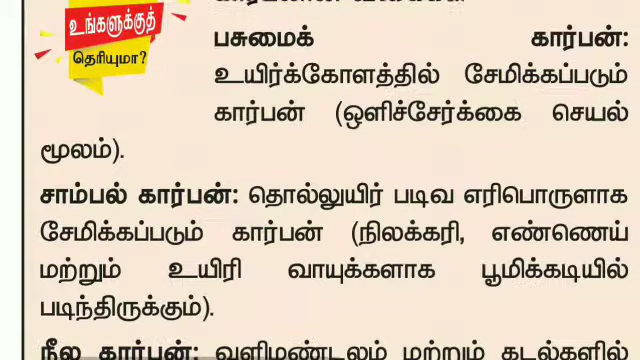 உங்களுக்குத்
தெரியுமா?
பசுமைக் கார்பன்:
உயிர்க்கோளத்தில் சேமிக்கப்படும்
கார்பன் (ஒளிச்சேர்க்கை செயல்
மூலம்).
சாம்பல் கார்பன்: தொல்லுயிர் படிவ எரிபொருளாக
சேமிக்கப்படும் கார்பன் (நிலக்கரி, எண்ணெய்
மற்றும் உயிரி வாயுக்களாக பூமிக்கடியில்
படிந்திருக்கும்).
நீல கார்பன்: வளிமண்டலம் மற்றும் கடல்களில்